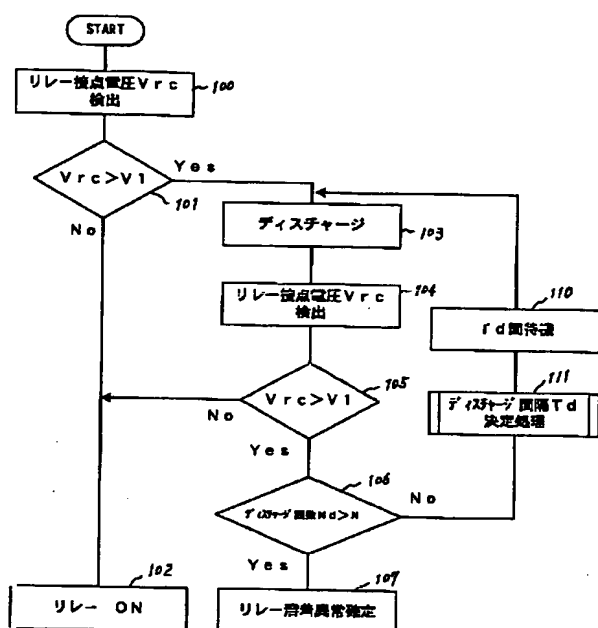 START
リレー接点電圧Vrc
検出
100
Vrc>V1
101
Yes
No
ディスチャージ
103
リレー接点電圧Vrc
検出
104
Vrc>V1
105
No
Yes
ディスチャージ回数Nd>N
106
No
Yes
Td間待機
110
ディスチャージ間隔Td
決定処理
111
リレー ON
102
リレー溶着異常確定
107